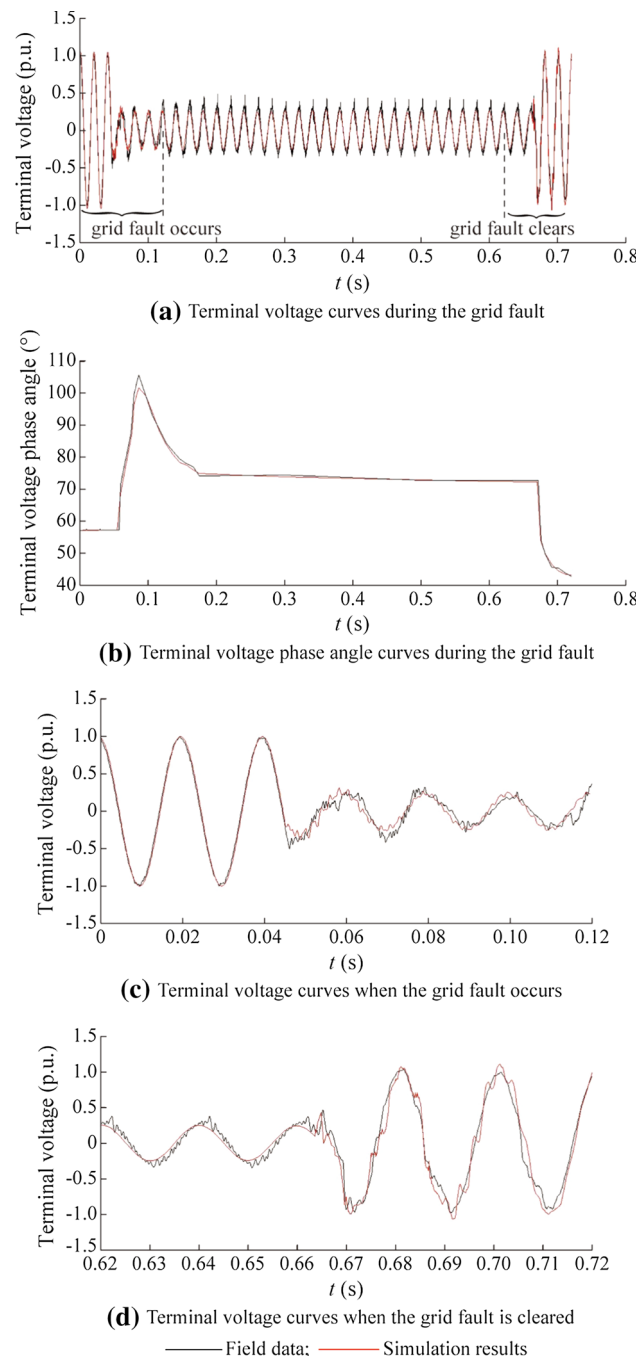 Terminal voltage (p.u.)
1.5
1.0
0.5
0
-0.5
-1.0
-1.5
grid fault occurs
grid fault clears
0 0.1 0.2 0.3 0.4 0.5 0.6 0.7 0.8
t (s)
(a) Terminal voltage curves during the grid fault
Terminal voltage phase angle (°)
110
100
90
80
70
60
50
40
0 0.1 0.2 0.3 0.4 0.5 0.6 0.7 0.8
t (s)
(b) Terminal voltage phase angle curves during the grid fault
Terminal voltage (p.u.)
1.5
1.0
0.5
0
-0.5
-1.0
-1.5
0 0.02 0.04 0.06 0.08 0.10 0.12
t (s)
(c) Terminal voltage curves when the grid fault occurs
Terminal voltage (p.u.)
1.5
1.0
0.5
0
-0.5
-1.0
-1.5
0.62 0.63 0.64 0.65 0.66 0.67 0.68 0.69 0.70 0.71 0.72
t (s)
(d) Terminal voltage curves when the grid fault is cleared
Field data; Simulation results